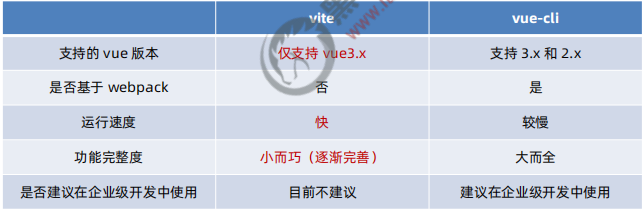 vite vue-cli
支持的 vue 版本 仅支持 vue3.x 支持 3.x 和 2.x
是否基于 webpack 否 是
运行速度 快 较慢
功能完整度 小而巧（逐渐完善） 大而全
是否建议在企业级开发中使用 目前不建议 建议在企业级开发中使用